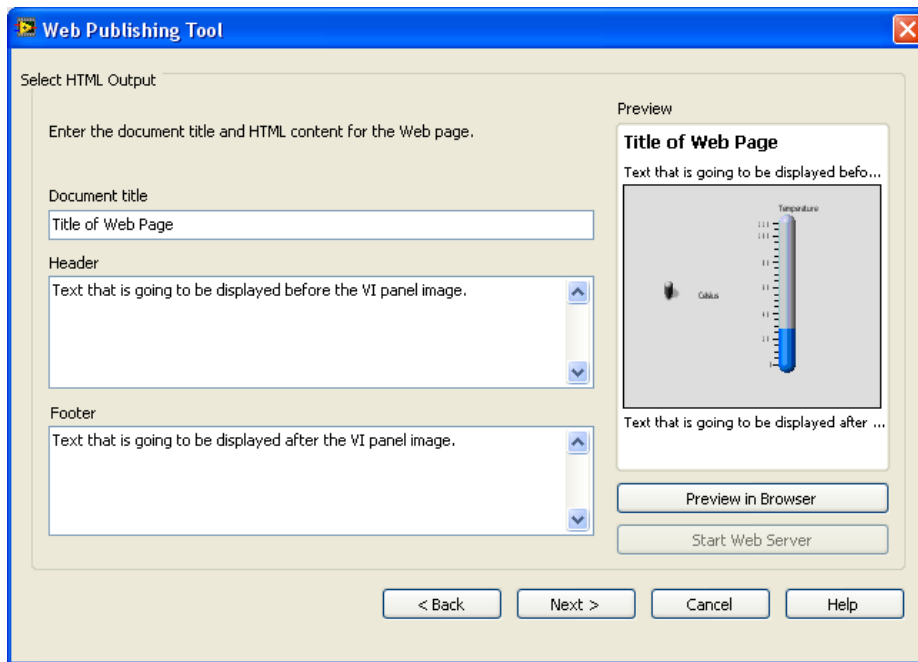 Web Publishing Tool
Select HTML Output
Enter the document title and HTML content for the Web page.
Document title
Title of Web Page
Header
Text that is going to be displayed before the VI panel image.
Footer
Text that is going to be displayed after the VI panel image.
Preview
Title of Web Page
Text that is going to be displayed befo...
Temperature
Celsius
Text that is going to be displayed after ...
Preview in Browser
Start Web Server
< Back
Next >
Cancel
Help